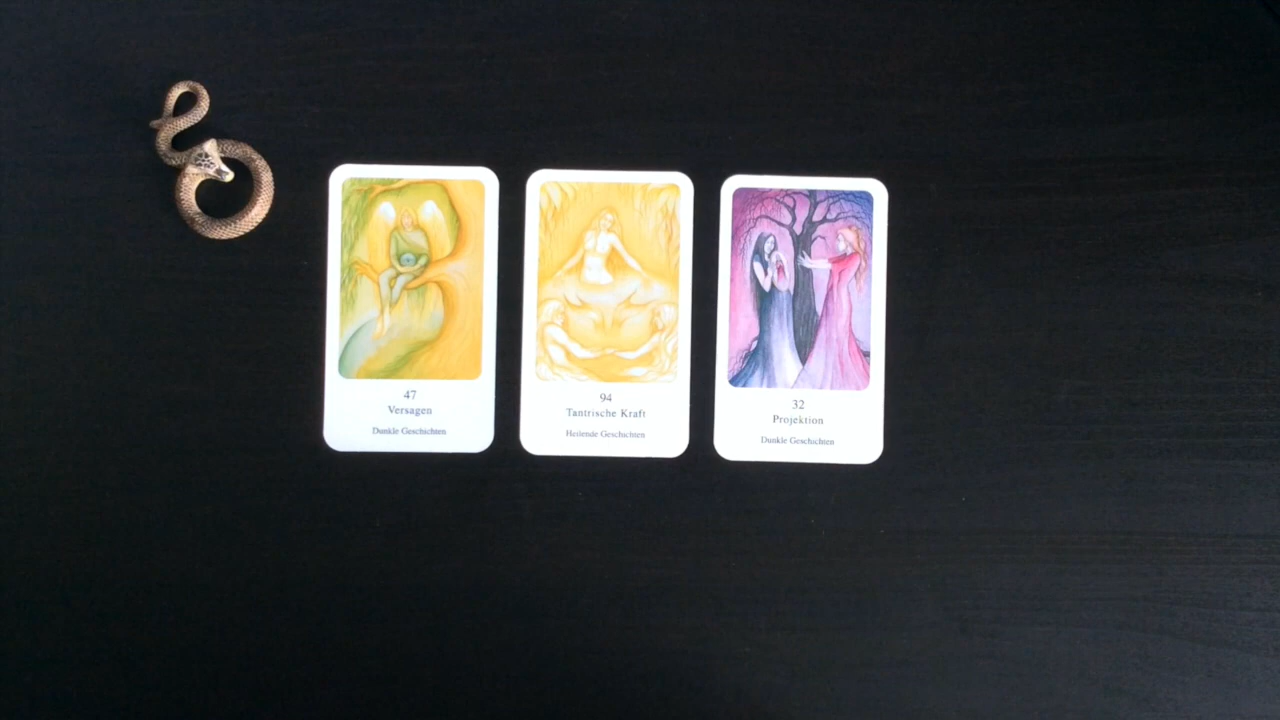 47
Versagen
Dunkle Geschichten
94
Tantrische Kraft
Heilende Geschichten
32
Projektion
Dunkle Geschichten